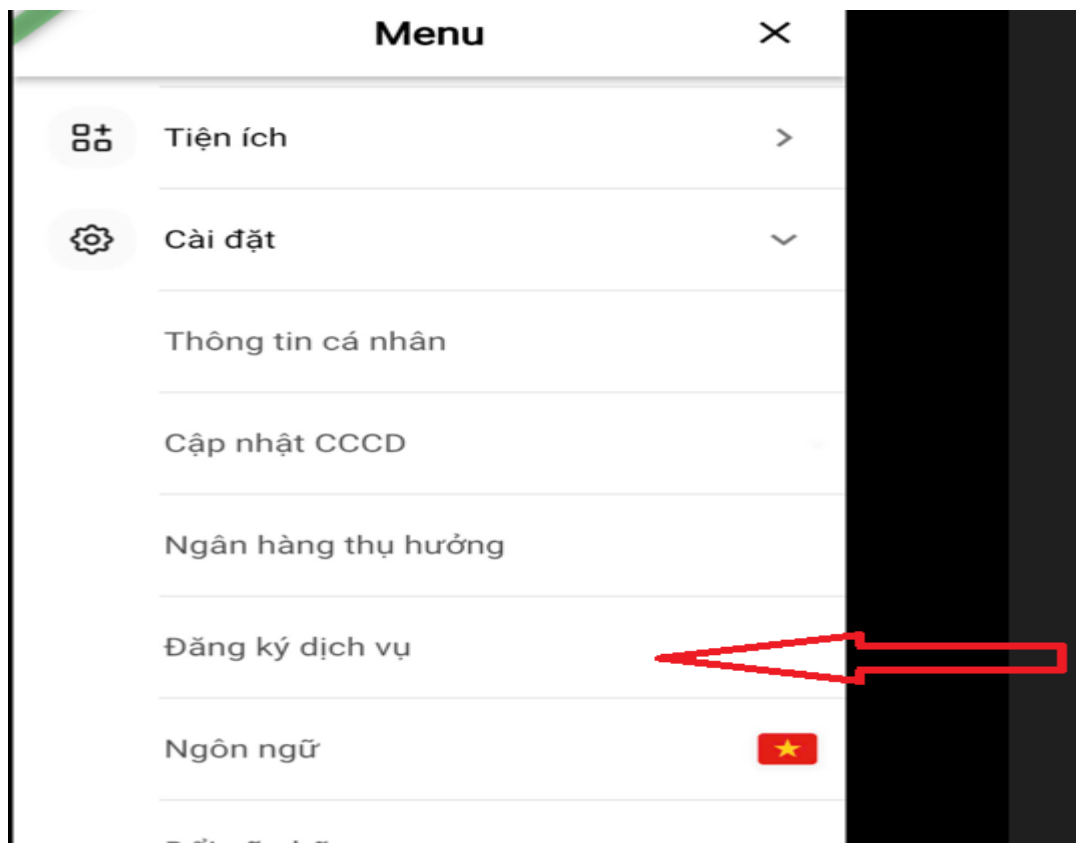 Menu
Tiện ích
Cài đặt
Thông tin cá nhân
Cập nhật CCCD
Ngân hàng thụ hưởng
Đăng ký dịch vụ
Ngôn ngữ